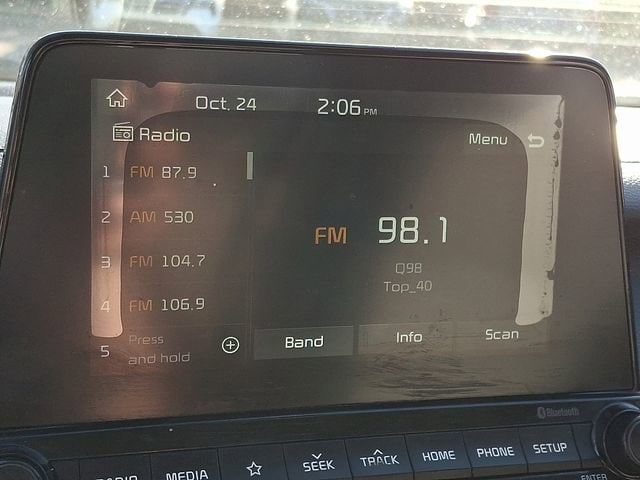 Oct. 24 2:06 PM
Radio Menu
1 FM 87.9
2 AM 530
3 FM 104.7
4 FM 106.9
5 Press and hold
FM 98.1
Q98
Top_40
Band Info Scan
Bluetooth
RADIO MEDIA SEEK TRACK HOME PHONE SETUP
ENTER